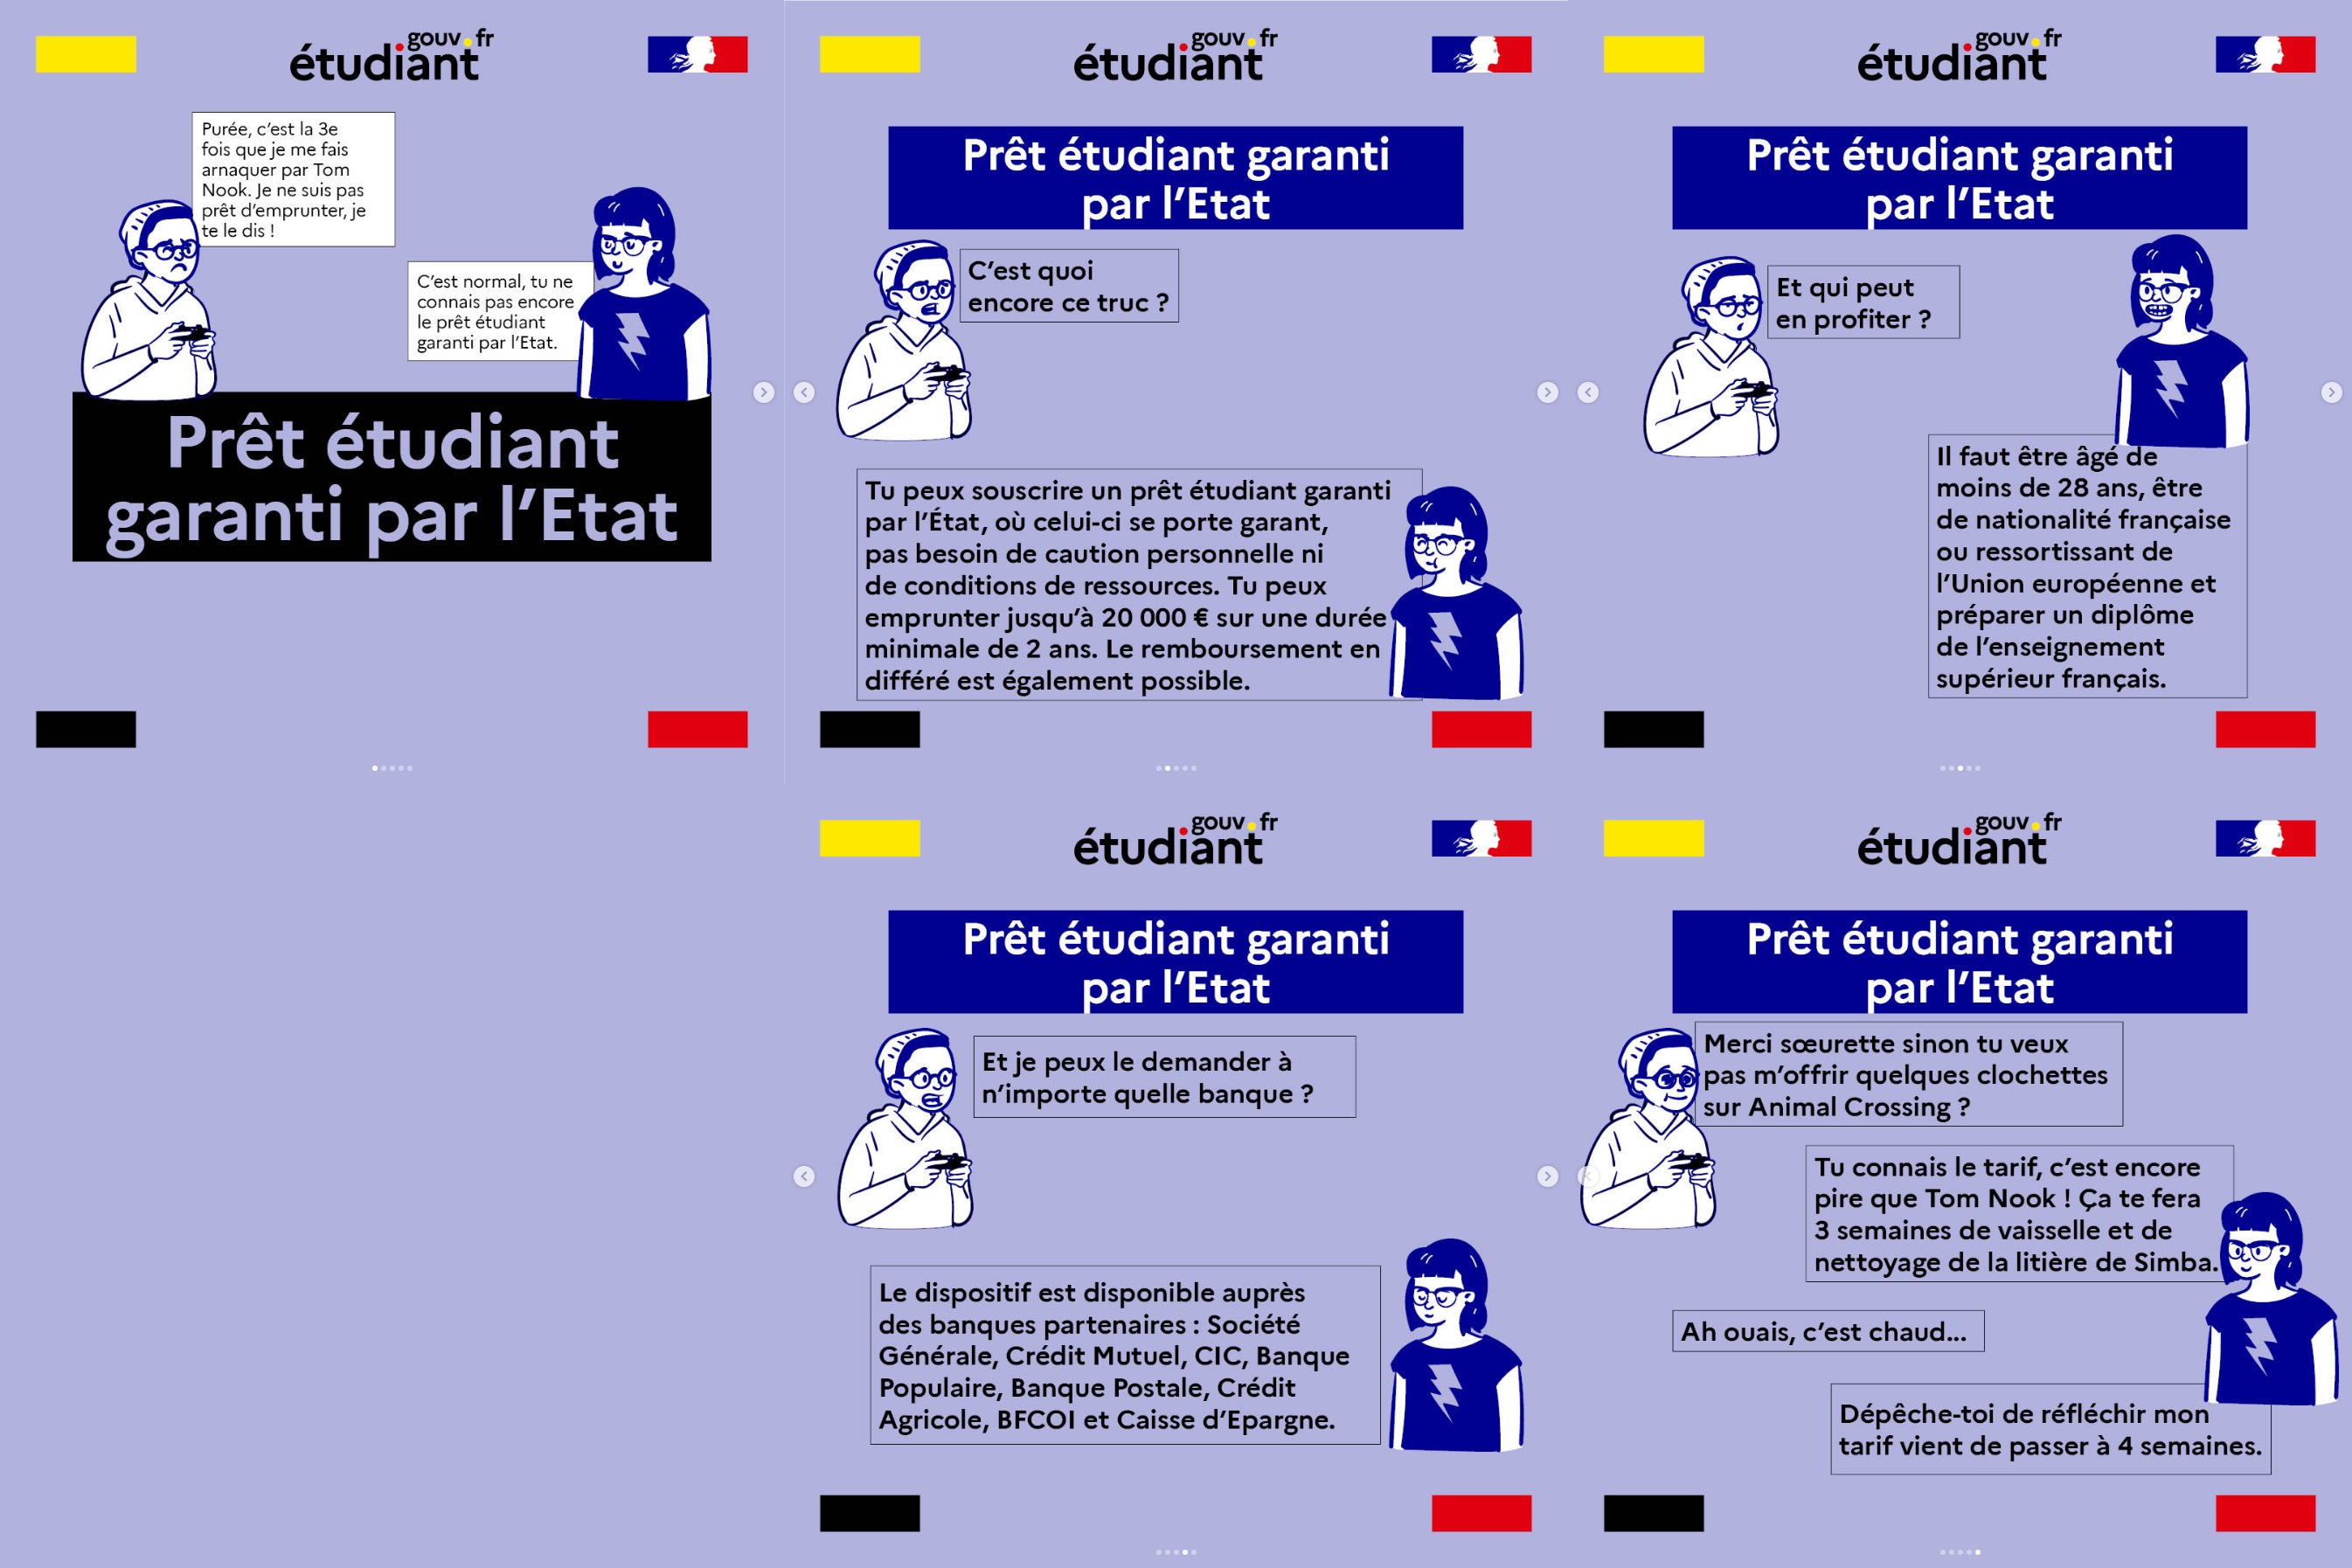 étudiant.gouv.fr
Purée, c'est la 3e
fois que je me fais
arnaquer par Tom
Nook. Je ne suis pas
prêt d'emprunter, je
te le dis !
C'est normal, tu ne
connais pas encore
le prêt étudiant
garanti par l'Etat.
Prêt étudiant
garanti par l'Etat
étudiant.gouv.fr
Prêt étudiant garanti
par l'Etat
C'est quoi
encore ce truc ?
Tu peux souscrire un prêt étudiant garanti
par l'État, où celui-ci se porte garant,
pas besoin de caution personnelle ni
de conditions de ressources. Tu peux
emprunter jusqu'à 20 000 € sur une durée
minimale de 2 ans. Le remboursement en
différé est également possible.
étudiant.gouv.fr
Prêt étudiant garanti
par l'Etat
Et qui peut
en profiter ?
Il faut être âgé de
moins de 28 ans, être
de nationalité française
ou ressortissant de
l'Union européenne et
préparer un diplôme
de l'enseignement
supérieur français.
étudiant.gouv.fr
Prêt étudiant garanti
par l'Etat
Et je peux le demander à
n'importe quelle banque ?
Le dispositif est disponible auprès
des banques partenaires : Société
Générale, Crédit Mutuel, CIC, Banque
Populaire, Banque Postale, Crédit
Agricole, BFCOI et Caisse d'Epargne.
étudiant.gouv.fr
Prêt étudiant garanti
par l'Etat
Merci sœurette sinon tu veux
pas m'offrir quelques clochettes
sur Animal Crossing ?
Tu connais le tarif, c'est encore
pire que Tom Nook ! Ça te fera
3 semaines de vaisselle et de
nettoyage de la litière de Simba.
Ah ouais, c'est chaud...
Dépêche-toi de réfléchir mon
tarif vient de passer à 4 semaines.